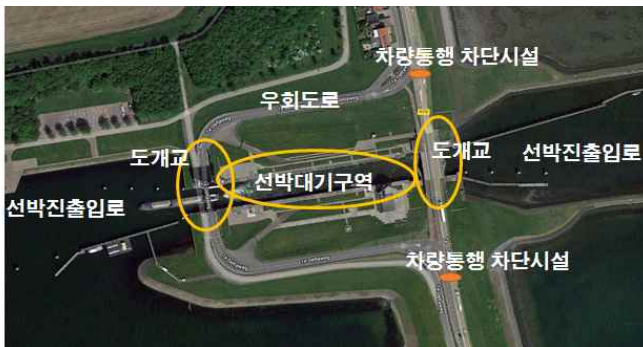 차량통행 차단시설
우회도로
도개교
도개교
선박진출입로
선박대기구역
선박진출입로
차량통행 차단시설